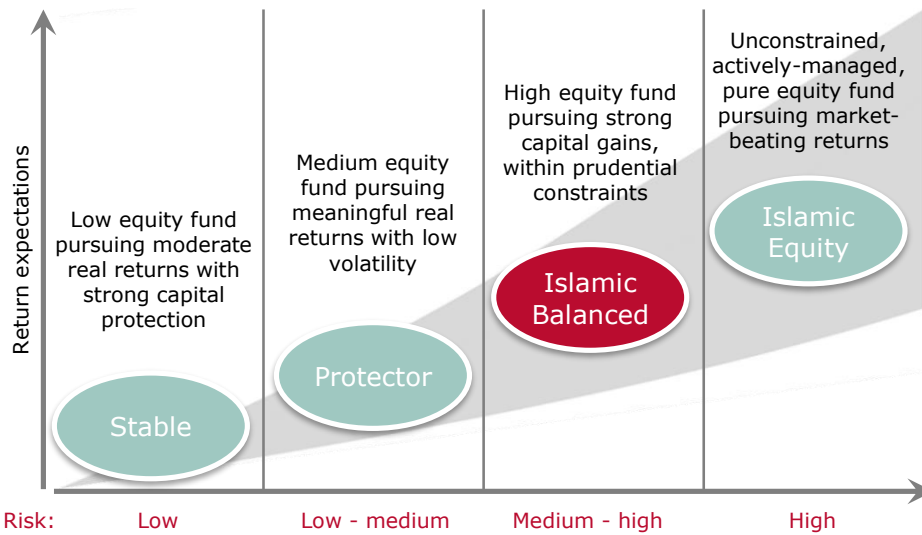 Return expectations
Low equity fund
pursuing moderate
real returns with
strong capital
protection
Stable
Medium equity
fund pursuing
meaningful real
returns with low
volatility
Protector
High equity fund
pursuing strong
capital gains,
within prudential
constraints
Islamic
Balanced
Unconstrained,
actively-managed,
pure equity fund
pursuing market-
beating returns
Islamic
Equity
Risk:
Low
Low - medium
Medium - high
High